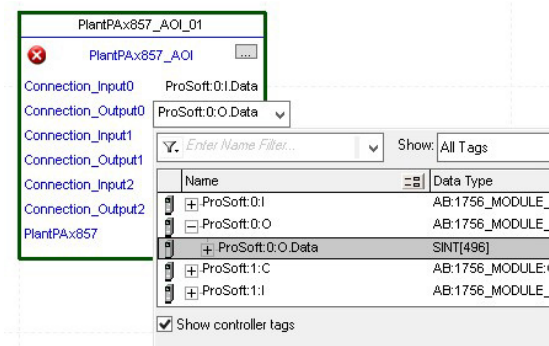 PlantPAx857_AOI_01
PlantPAx857_AOI ...
Connection_Input0 ProSoft:0:I.Data
Connection_Output0 ProSoft:0:O.Data
Connection_Input1
Connection_Output1
Connection_Input2
Connection_Output2
PlantPAx857
Enter Name Filter... Show: All Tags
Name Data Type
ProSoft:0:I AB:1756_MODULE_
ProSoft:0:O AB:1756_MODULE_
ProSoft:0:O.Data SINT[496]
ProSoft:1:C AB:1756_MODULE:
ProSoft:1:I AB:1756_MODULE_
Show controller tags